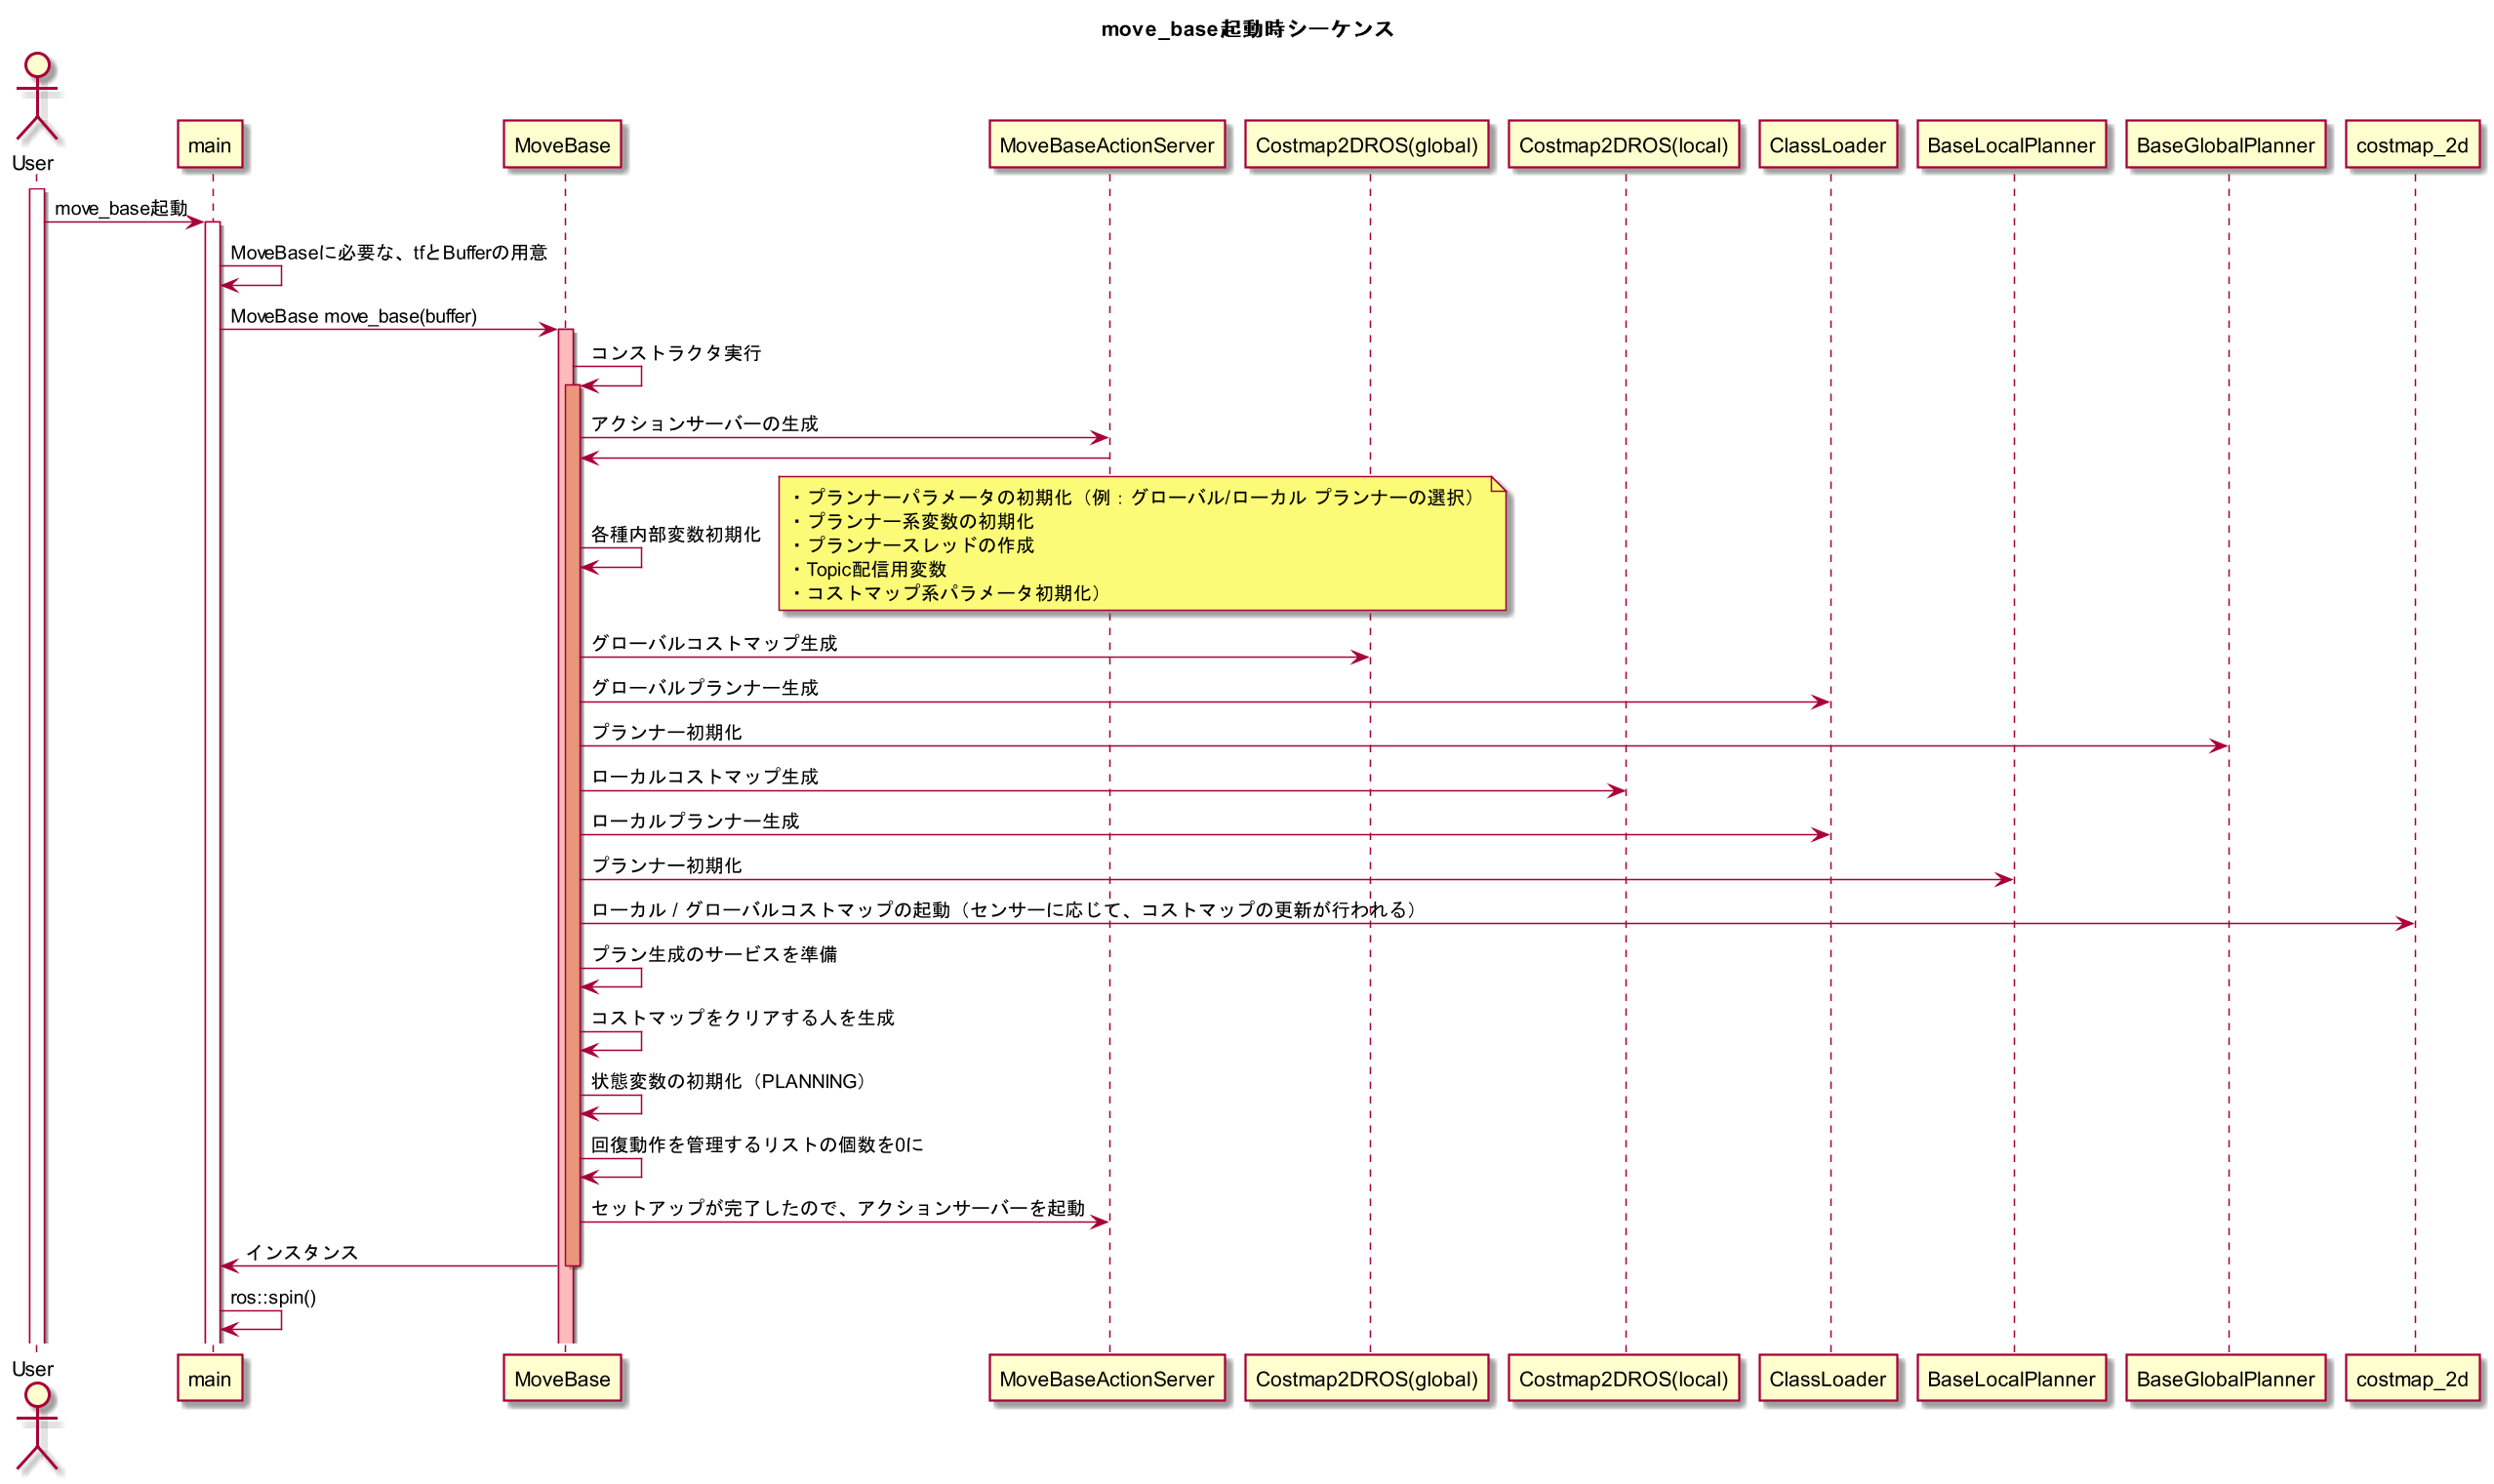 move_base起動時シーケンス
User
main
MoveBase
MoveBaseActionServer
Costmap2DROS(global)
Costmap2DROS(local)
ClassLoader
BaseLocalPlanner
BaseGlobalPlanner
costmap_2d
move_base起動
MoveBaseに必要な、tfとBufferの用意
MoveBase move_base(buffer)
コンストラクタ実行
アクションサーバーの生成
各種内部変数初期化
・プランナーパラメータの初期化（例：グローバル/ローカル プランナーの選択）
・プランナー系変数の初期化
・プランナースレッドの作成
・Topic配信用変数
・コストマップ系パラメータ初期化）
グローバルコストマップ生成
グローバルプランナー生成
プランナー初期化
ローカルコストマップ生成
ローカルプランナー生成
プランナー初期化
ローカル / グローバルコストマップの起動（センサーに応じて、コストマップの更新が行われる）
プラン生成のサービスを準備
コストマップをクリアする人を生成
状態変数の初期化（PLANNING）
回復動作を管理するリストの個数を0に
セットアップが完了したので、アクションサーバーを起動
インスタンス
ros::spin()
User
main
MoveBase
MoveBaseActionServer
Costmap2DROS(global)
Costmap2DROS(local)
ClassLoader
BaseLocalPlanner
BaseGlobalPlanner
costmap_2d